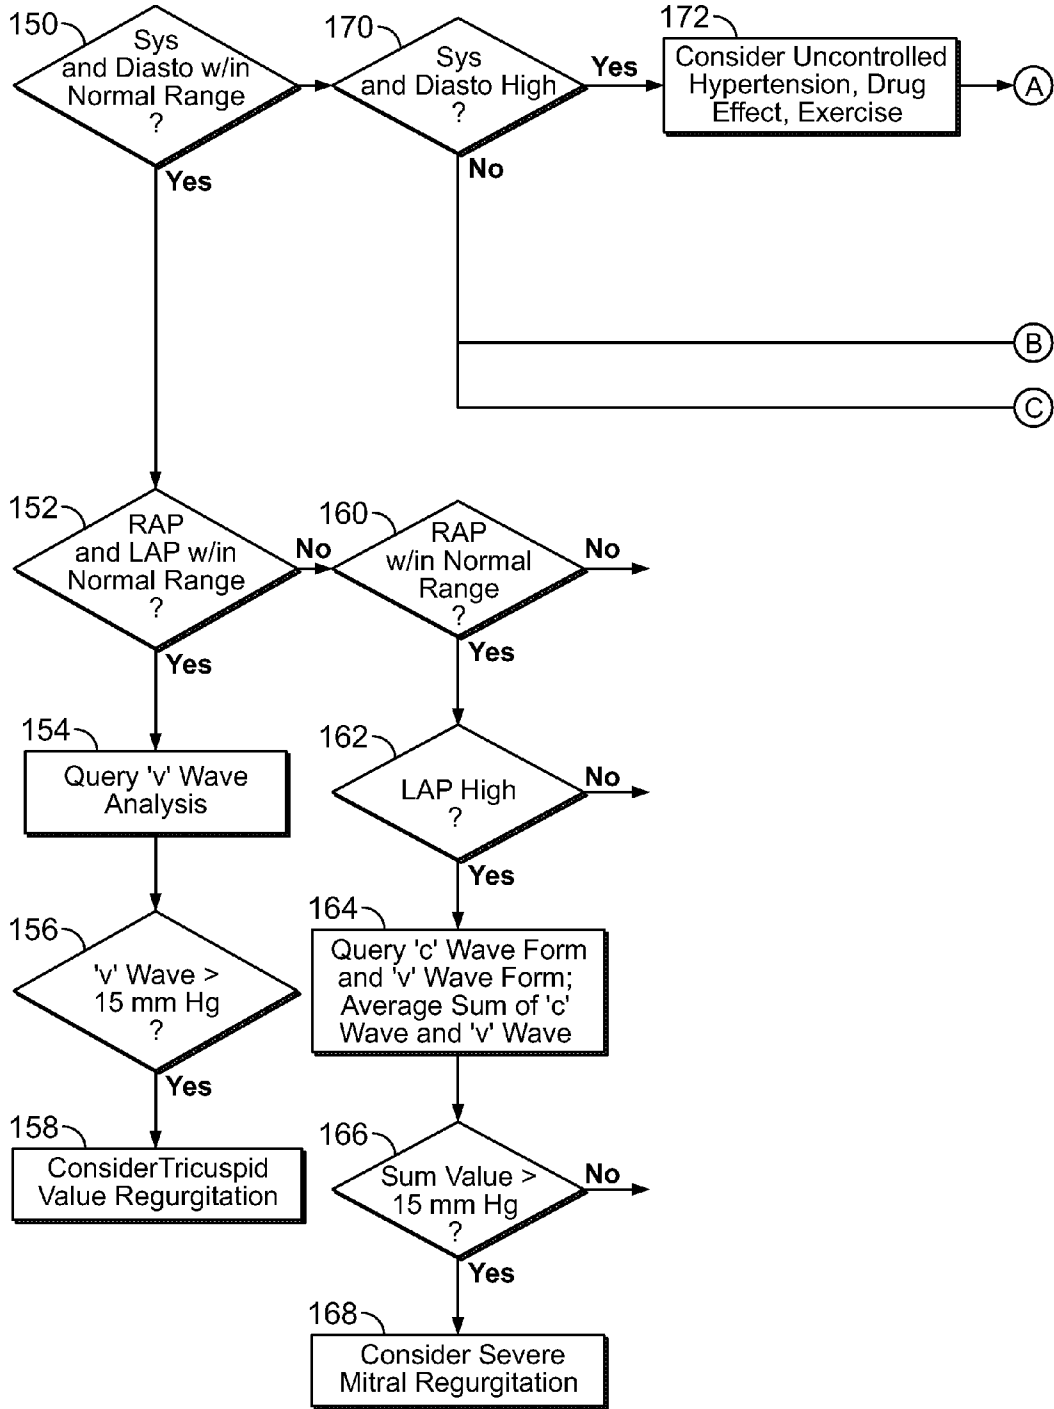 150
Sys
and Diasto w/in
Normal Range
?
Yes
170
Sys
and Diasto High
?
Yes
No
172
Consider Uncontrolled
Hypertension, Drug
Effect, Exercise
A
B
C
152
RAP
and LAP w/in
Normal Range
?
No
Yes
160
RAP
w/in Normal
Range
?
No
Yes
154
Query 'v' Wave
Analysis
162
LAP High
?
No
Yes
156
'v' Wave >
15 mm Hg
?
Yes
164
Query 'c' Wave Form
and 'v' Wave Form;
Average Sum of 'c'
Wave and 'v' Wave
158
ConsiderTricuspid
Value Regurgitation
166
Sum Value >
15 mm Hg
?
No
Yes
168
Consider Severe
Mitral Regurgitation